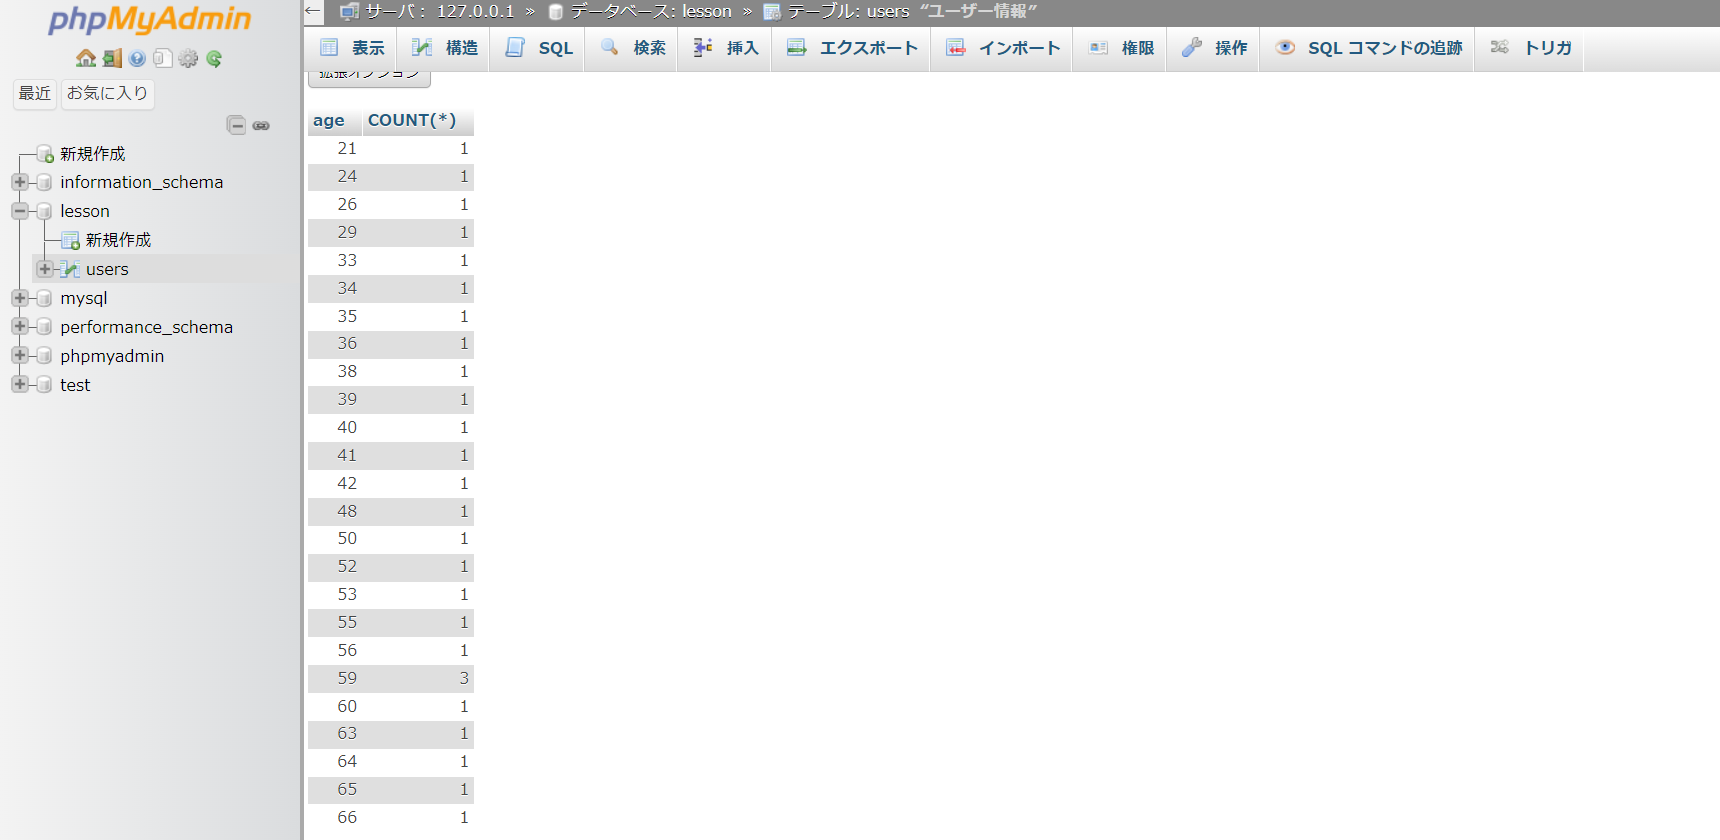 phpMyAdmin
最近 お気に入り
新規作成
information_schema
lesson
新規作成
users
mysql
performance_schema
phpmyadmin
test
← サーバ: 127.0.0.1 » データベース: lesson » テーブル: users “ユーザー情報”
表示 構造 SQL 検索 挿入 エクスポート インポート 権限 操作 SQL コマンドの追跡 トリガ
拡張オプション
age COUNT(*)
21 1
24 1
26 1
29 1
33 1
34 1
35 1
36 1
38 1
39 1
40 1
41 1
42 1
48 1
50 1
52 1
53 1
55 1
56 1
59 3
60 1
63 1
64 1
65 1
66 1